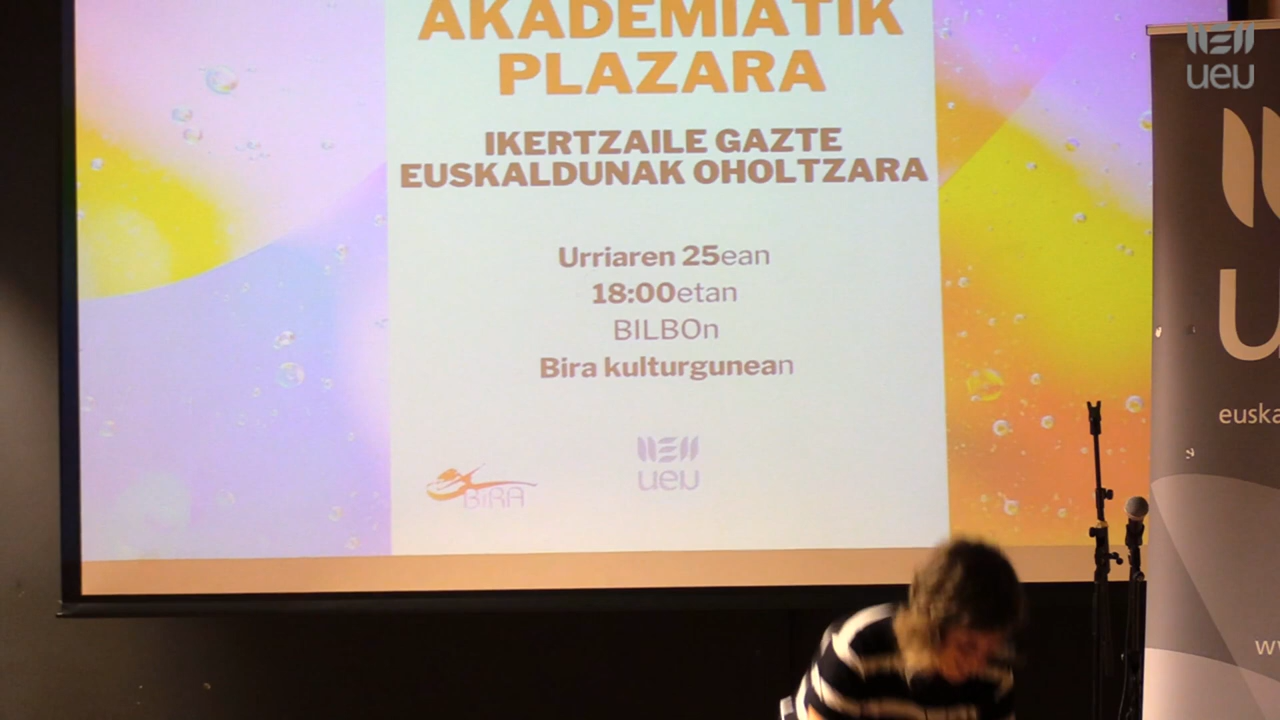 AKADEMIATIK
PLAZARA
IKERTZAILE GAZTE
EUSKALDUNAK OHOLTZARA
Urriaren 25ean
18:00etan
BILBOn
Bira kulturgunean
BIRA
ueu
ueu
u
euska
w